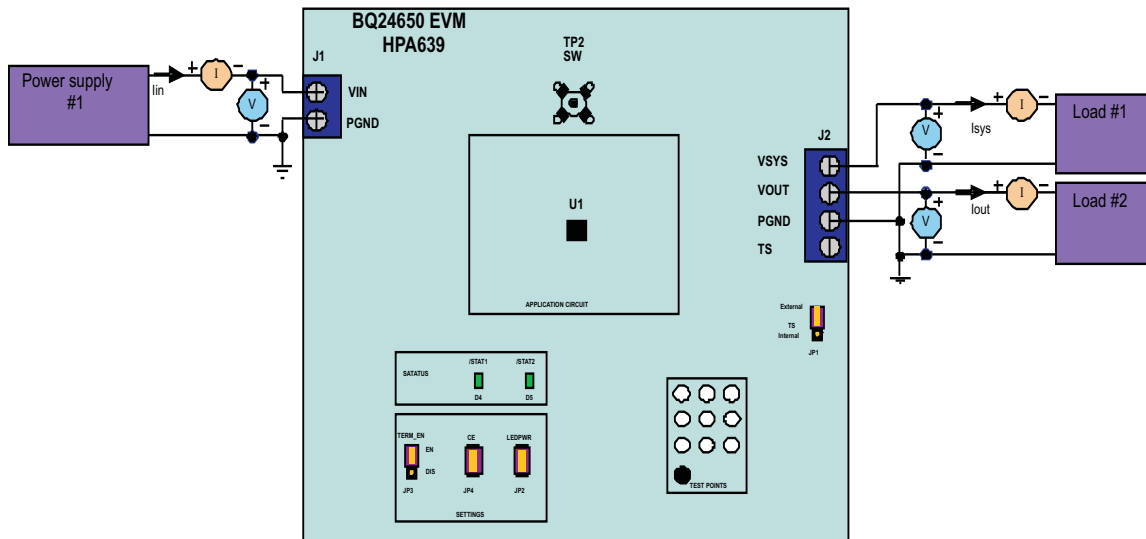 BQ24650 EVM
HPA639
J1
TP2
SW
Power supply
#1
+
I
-
Iin
+
V
-
VIN
PGND
J2
VSYS
VOUT
PGND
TS
+
V
-
Isys
+
I
-
Load #1
+
V
-
Iout
+
I
-
Load #2
U1
APPLICATION CIRCUIT
External
TS
Internal
JP1
SATATUS
/STAT1
/STAT2
D4
D5
TERM_EN
CE
LEDPWR
EN
DIS
JP3
JP4
JP2
SETTINGS
TEST POINTS